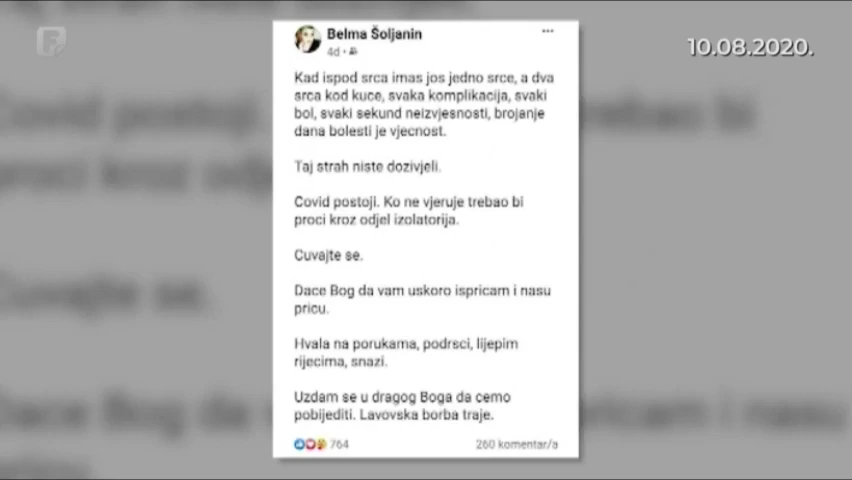 10.08.2020.
Belma Šoljanin
4d
Kad ispod srca imas jos jedno srce, a dva
srca kod kuce, svaka komplikacija, svaki
bol, svaki sekund neizvjesnosti, brojanje
dana bolesti je vjecnost.
Taj strah niste dozivjeli.
Covid postoji. Ko ne vjeruje trebao bi
proci kroz odjel izolatorija.
Cuvajte se.
Dace Bog da vam uskoro ispricam i nasu
pricu.
Hvala na porukama, podrsci, lijepim
rijecima, snazi.
Uzdam se u dragog Boga da cemo
pobijediti. Lavovska borba traje.
764
260 komentar/a